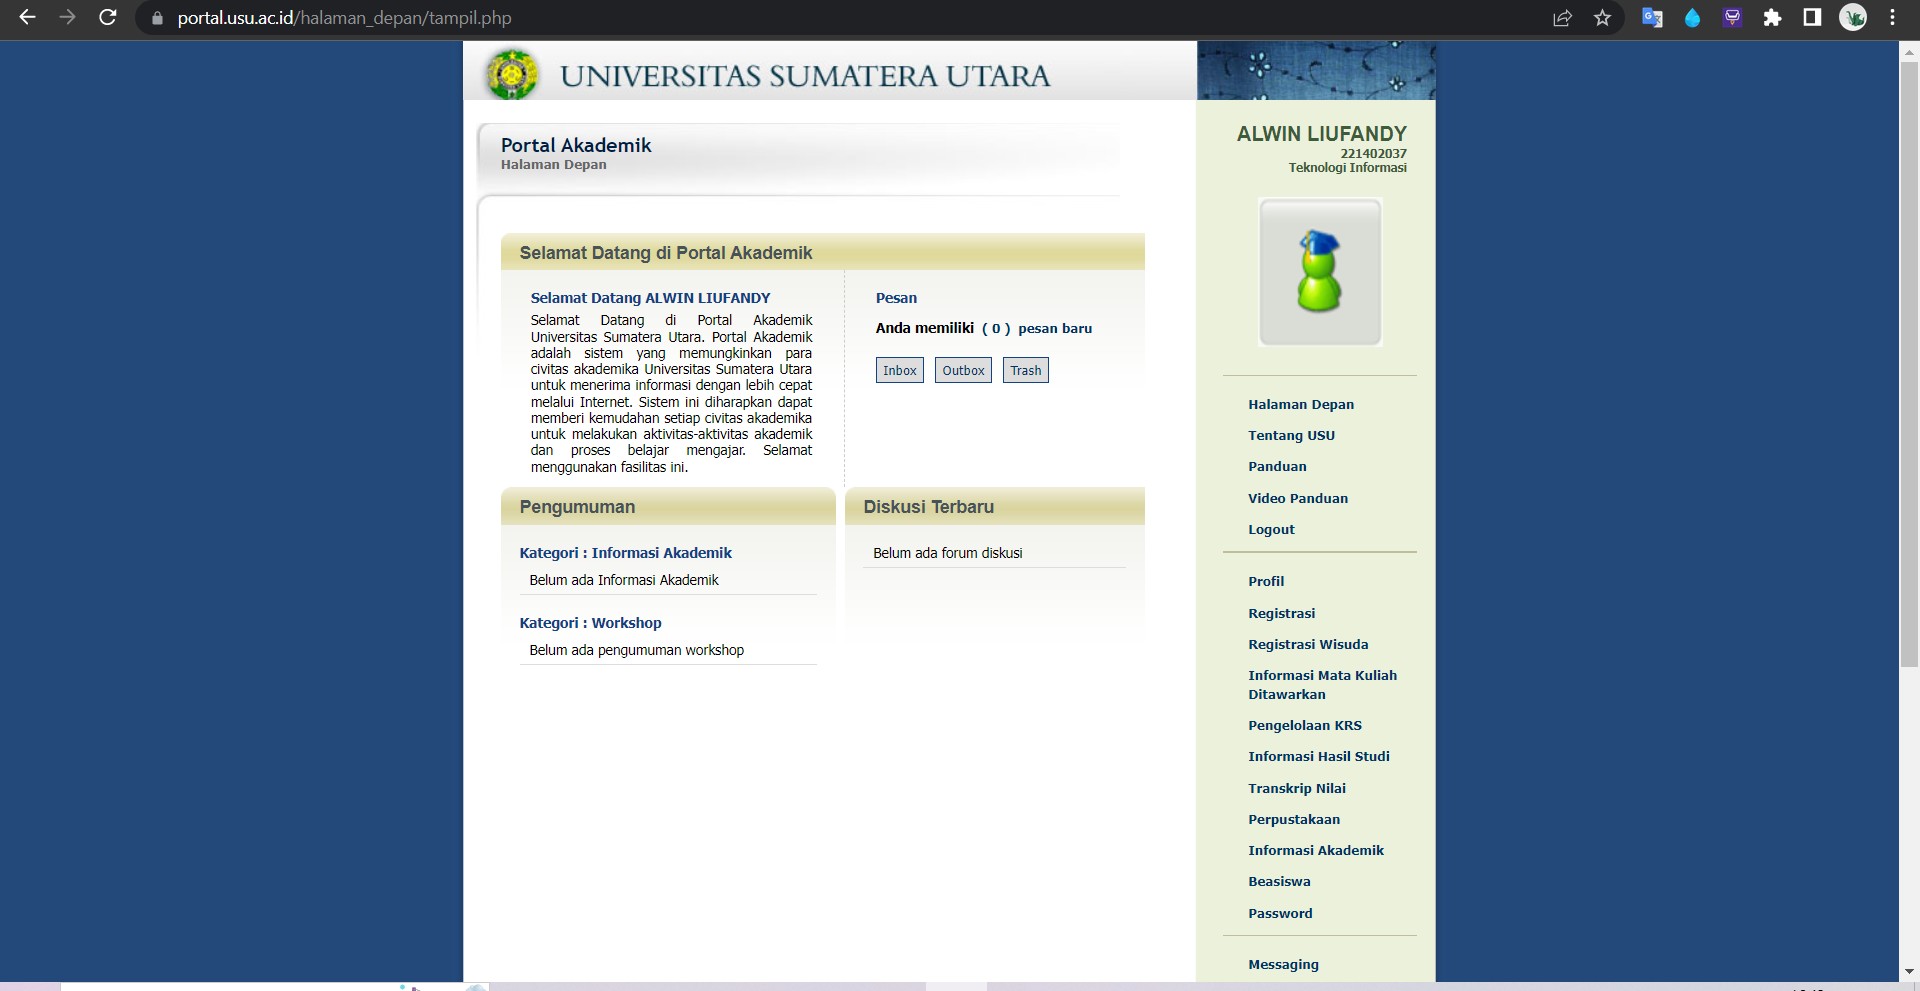 portal.usu.ac.id/halaman_depan/tampil.php
UNIVERSITAS SUMATERA UTARA
Portal Akademik
Halaman Depan
Selamat Datang di Portal Akademik
Selamat Datang ALWIN LIUFANDY
Selamat Datang di Portal Akademik
Universitas Sumatera Utara. Portal Akademik
adalah sistem yang memungkinkan para
civitas akademika Universitas Sumatera Utara
untuk menerima informasi dengan lebih cepat
melalui Internet. Sistem ini diharapkan dapat
memberi kemudahan setiap civitas akademika
untuk melakukan aktivitas-aktivitas akademik
dan proses belajar mengajar. Selamat
menggunakan fasilitas ini.
Pesan
Anda memiliki ( 0 ) pesan baru
Inbox Outbox Trash
Pengumuman
Kategori : Informasi Akademik
Belum ada Informasi Akademik
Kategori : Workshop
Belum ada pengumuman workshop
Diskusi Terbaru
Belum ada forum diskusi
ALWIN LIUFANDY
221402037
Teknologi Informasi
Halaman Depan
Tentang USU
Panduan
Video Panduan
Logout
Profil
Registrasi
Registrasi Wisuda
Informasi Mata Kuliah
Ditawarkan
Pengelolaan KRS
Informasi Hasil Studi
Transkrip Nilai
Perpustakaan
Informasi Akademik
Beasiswa
Password
Messaging